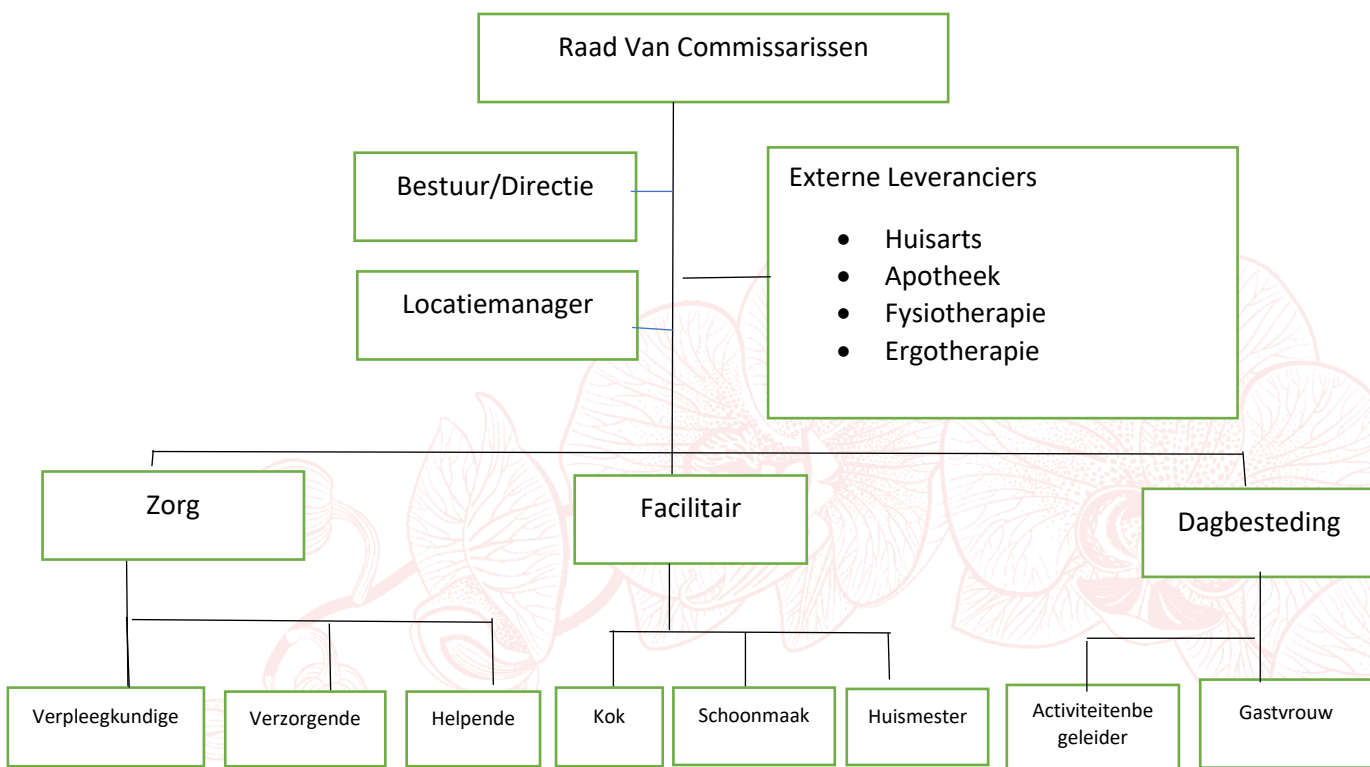 Raad Van Commissarissen
Bestuur/Directie
Externe Leveranciers
• Huisarts
• Apotheek
• Fysiotherapie
• Ergotherapie
Locatiemanager
Zorg
Facilitair
Dagbesteding
Verpleegkundige
Verzorgende
Helpende
Kok
Schoonmaak
Huismester
Activiteitenbe
geleider
Gastvrouw